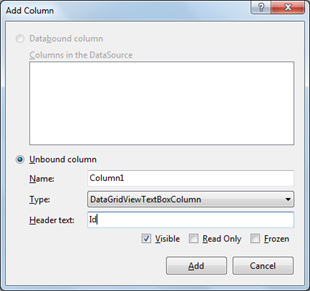 Add Column
Databound column
Columns in the DataSource
Unbound column
Name: Column1
Type: DataGridViewTextBoxColumn
Header text: Id
Visible Read Only Frozen
Add Cancel